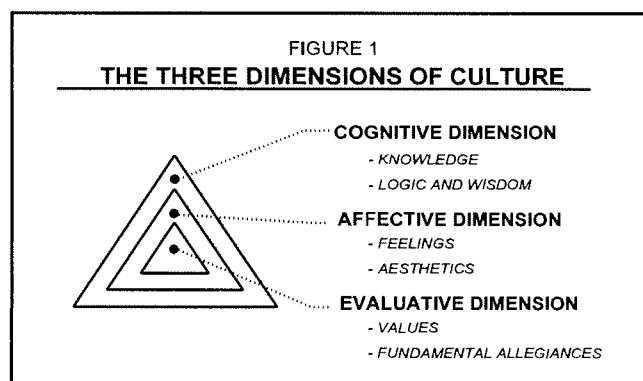 FIGURE 1
THE THREE DIMENSIONS OF CULTURE
COGNITIVE DIMENSION
- KNOWLEDGE
- LOGIC AND WISDOM
AFFECTIVE DIMENSION
- FEELINGS
- AESTHETICS
EVALUATIVE DIMENSION
- VALUES
- FUNDAMENTAL ALLEGIANCES